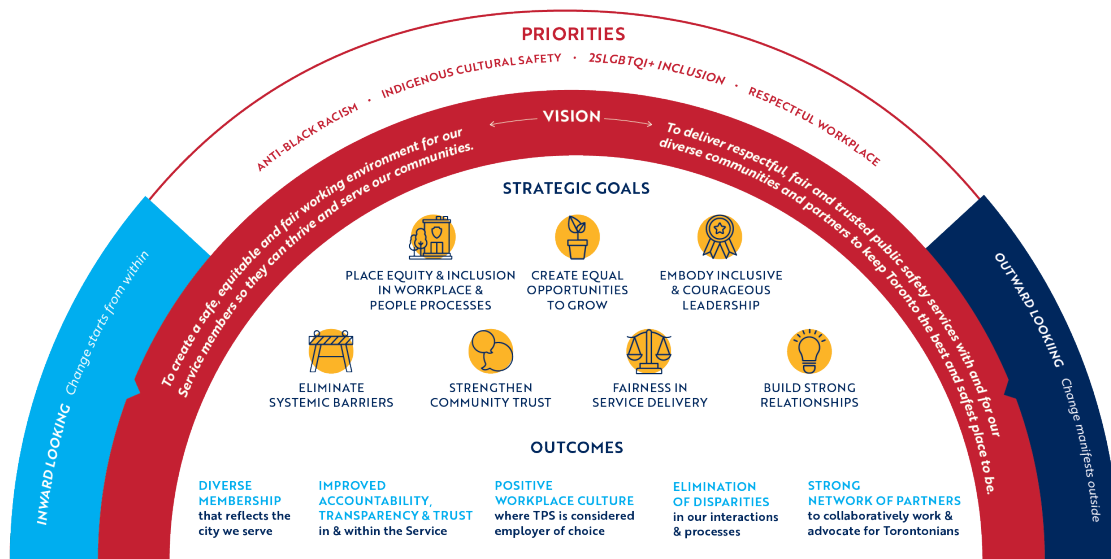 PRIORITIES
ANTI-BLACK RACISM • INDIGENOUS CULTURAL SAFETY • 2SLGBTQI+ INCLUSION • RESPECTFUL WORKPLACE
VISION
To create a safe, equitable and fair working environment for our
Service members so they can thrive and serve our communities.
To deliver respectful, fair and trusted public safety services with and for our
diverse communities and partners to keep Toronto the best and safest place to be.
INWARD LOOKING Change starts from within
OUTWARD LOOKIING Change manifests outside
STRATEGIC GOALS
PLACE EQUITY & INCLUSION
IN WORKPLACE &
PEOPLE PROCESSES
CREATE EQUAL
OPPORTUNITIES
TO GROW
EMBODY INCLUSIVE
& COURAGEOUS
LEADERSHIP
ELIMINATE
SYSTEMIC BARRIERS
STRENGTHEN
COMMUNITY TRUST
FAIRNESS IN
SERVICE DELIVERY
BUILD STRONG
RELATIONSHIPS
OUTCOMES
DIVERSE
MEMBERSHIP
that reflects the
city we serve
IMPROVED
ACCOUNTABILITY,
TRANSPARENCY & TRUST
in & within the Service
POSITIVE
WORKPLACE CULTURE
where TPS is considered
employer of choice
ELIMINATION
OF DISPARITIES
in our interactions
& processes
STRONG
NETWORK OF PARTNERS
to collaboratively work &
advocate for Torontonians